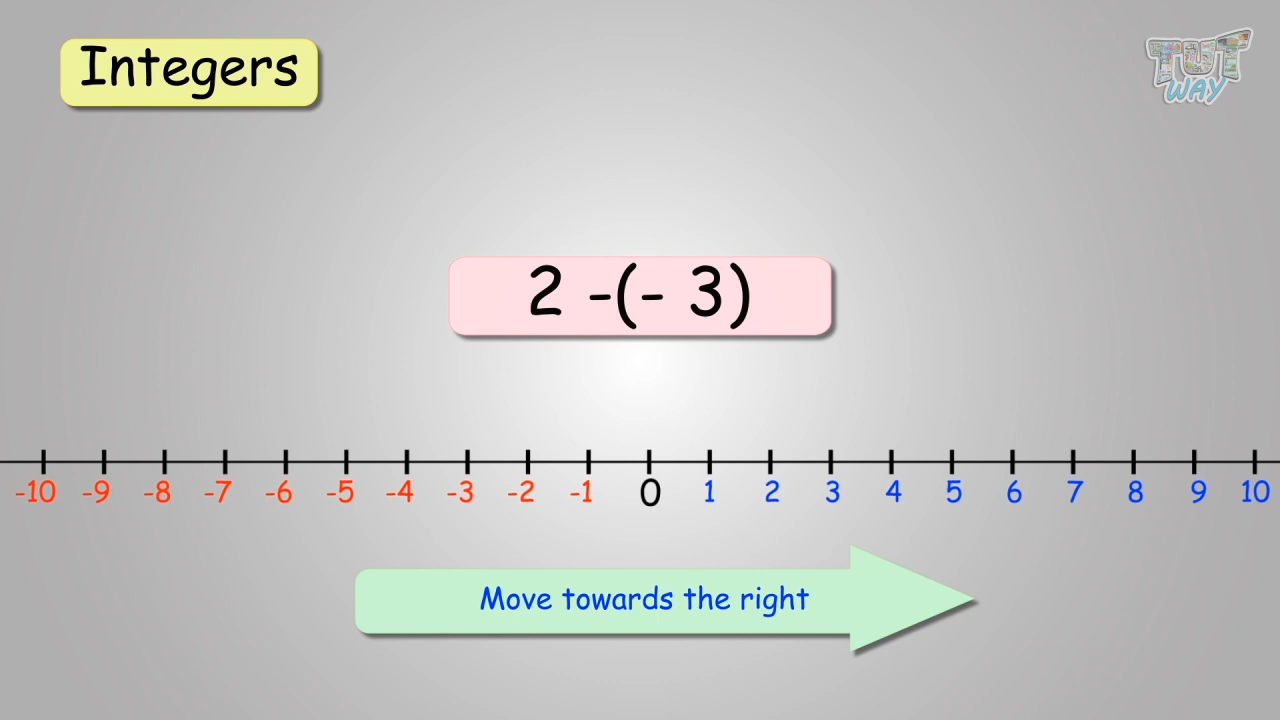 Integers
TUT
WAY
2 -(- 3)
-10 -9 -8 -7 -6 -5 -4 -3 -2 -1 0 1 2 3 4 5 6 7 8 9 10
Move towards the right